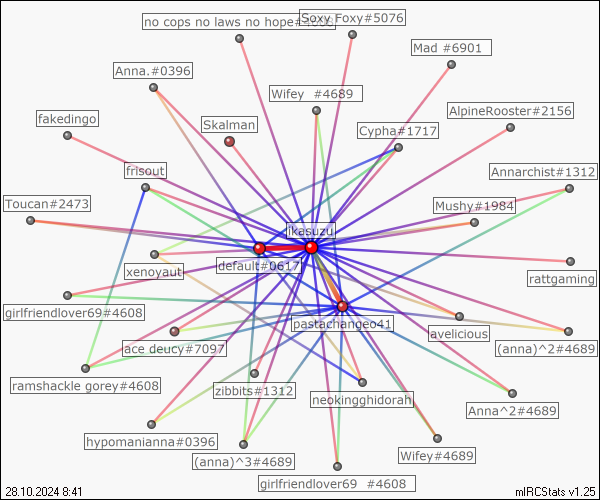 no cops no laws no hope#4608
Soxy Foxy#5076
Mad #6901
Anna.#0396
Wifey #4689
AlpineRooster#2156
fakedingo
Skalman
Cypha#1717
frisout
Annarchist#1312
Toucan#2473
Mushy#1984
ikasuzu
xenoyaut
default#0617
rattgaming
girlfriendlover69#4608
pastachangeo41
avelicious
ace deucy#7097
(anna)^2#4689
ramshackle gorey#4608
zibbits#1312
neokingghidorah
Anna^2#4689
hypomanianna#0396
(anna)^3#4689
Wifey#4689
girlfriendlover69 #4608
28.10.2024 8:41
mIRCStats v1.25